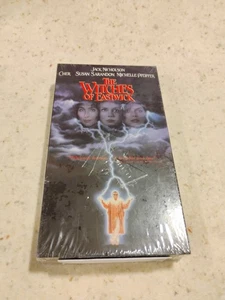 JACK NICHOLSON
CHER SUSAN SARANDON MICHELLE PFEIFFER
THE
WITCHES
OF EASTWICK